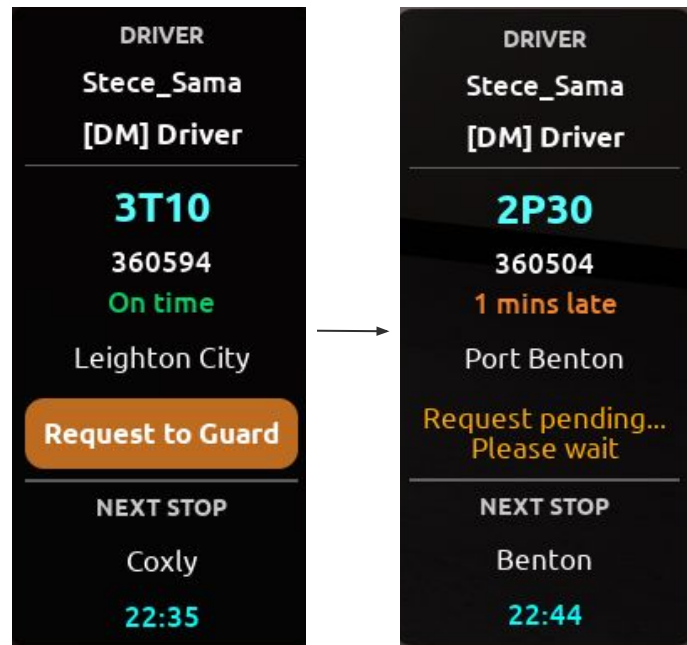 DRIVER
Stece_Sama
[DM] Driver
3T10
360594
On time
Leighton City
Request to Guard
NEXT STOP
Coxly
22:35
DRIVER
Stece_Sama
[DM] Driver
2P30
360504
1 mins late
Port Benton
Request pending...
Please wait
NEXT STOP
Benton
22:44